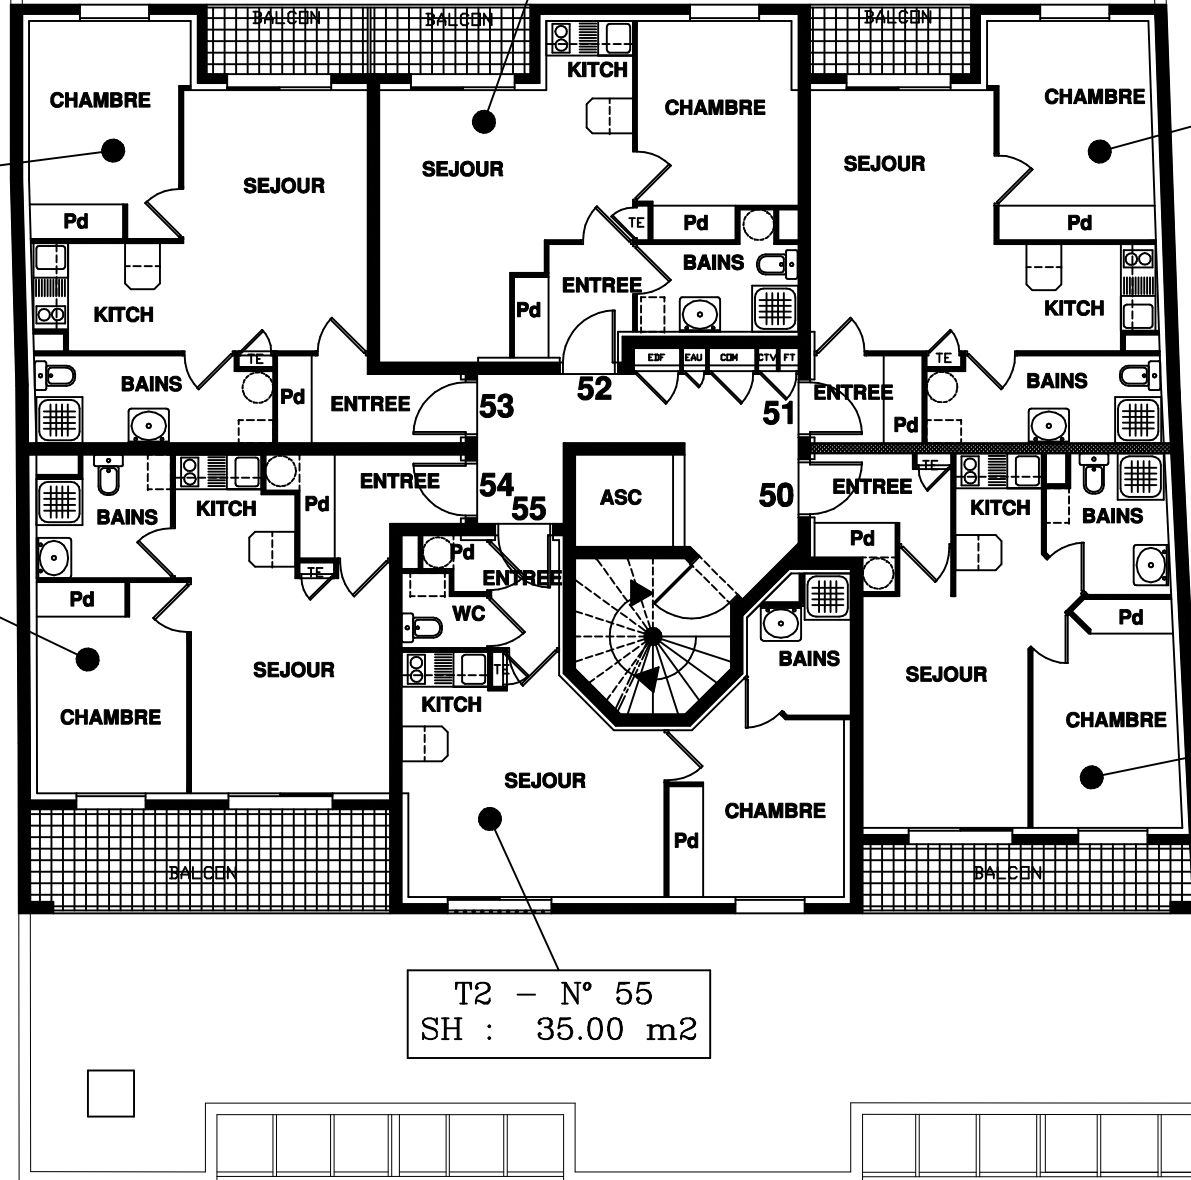 BALCON
BALCON
BALCON
CHAMBRE
SEJOUR
Pd
KITCH
TE
BAINS
Pd
ENTREE
53
KITCH
CHAMBRE
SEJOUR
TE
Pd
BAINS
ENTREE
Pd
EDF
EAU
COM
CTV
FT
52
CHAMBRE
SEJOUR
Pd
KITCH
TE
BAINS
ENTREE
Pd
51
ASC
54
55
50
BAINS
KITCH
Pd
ENTREE
TE
Pd
SEJOUR
CHAMBRE
BALCON
Pd
ENTREE
WC
TE
KITCH
SEJOUR
BAINS
CHAMBRE
Pd
ENTREE
TE
KITCH
BAINS
Pd
Pd
SEJOUR
CHAMBRE
BALCON
T2 - N° 55
SH : 35.00 m2